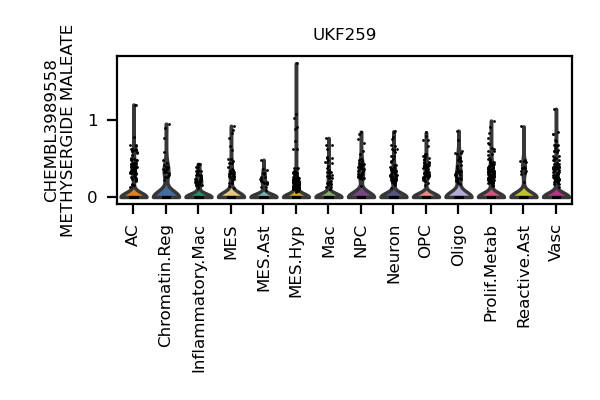 UKF259
CHEMBL3989558
METHYSERGIDE MALEATE
1
0
AC
Chromatin.Reg
Inflammatory.Mac
MES
MES.Ast
MES.Hyp
Mac
NPC
Neuron
OPC
Oligo
Prolif.Metab
Reactive.Ast
Vasc